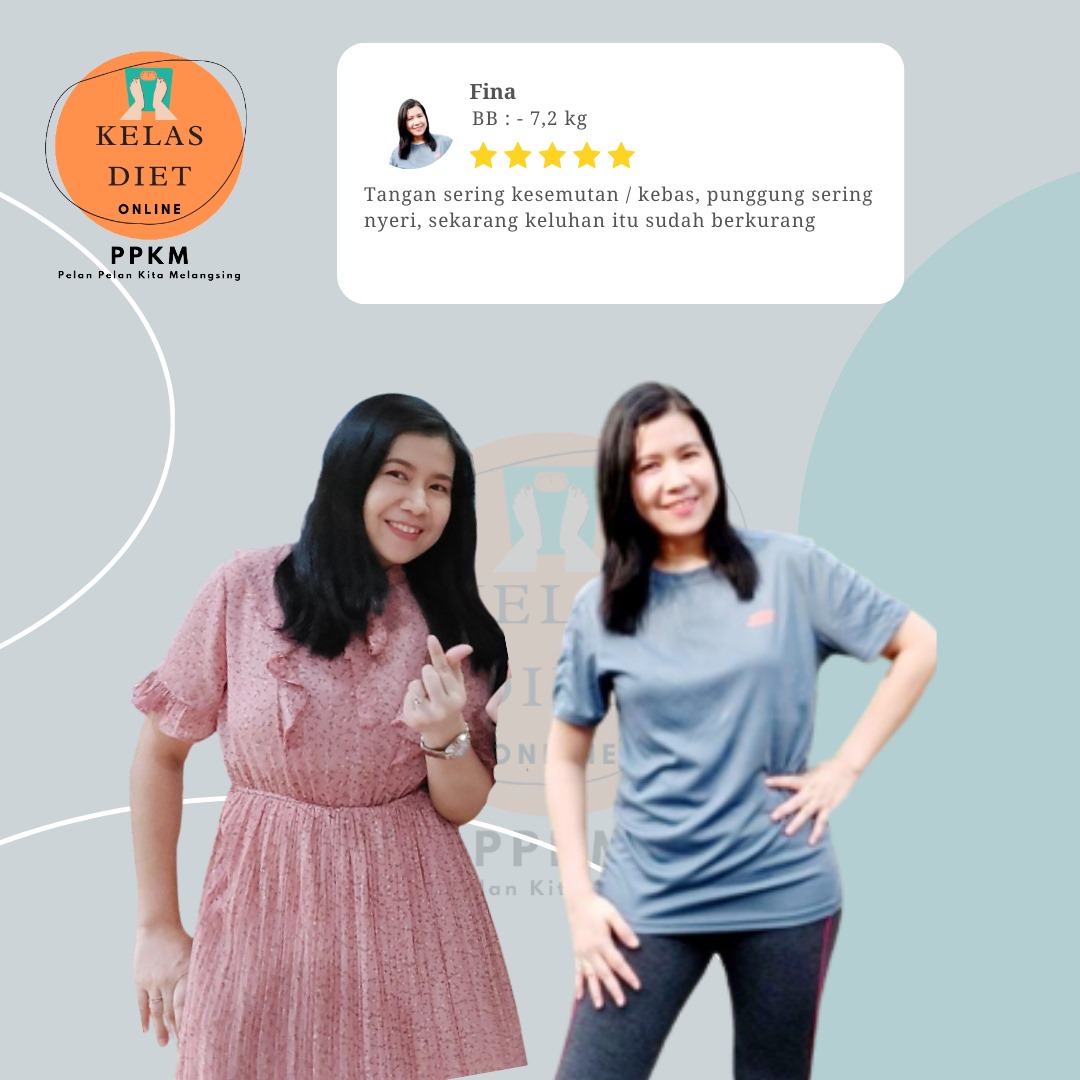 KELAS
DIET
ONLINE
PPKM
Pelan Pelan Kita Melangsing
Fina
BB : - 7,2 kg
Tangan sering kesemutan / kebas, punggung sering
nyeri, sekarang keluhan itu sudah berkurang